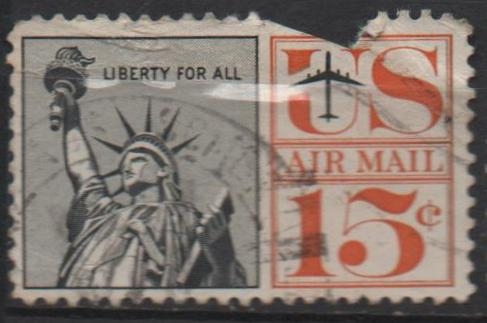 LIBERTY FOR ALL
US
AIR MAIL
15¢